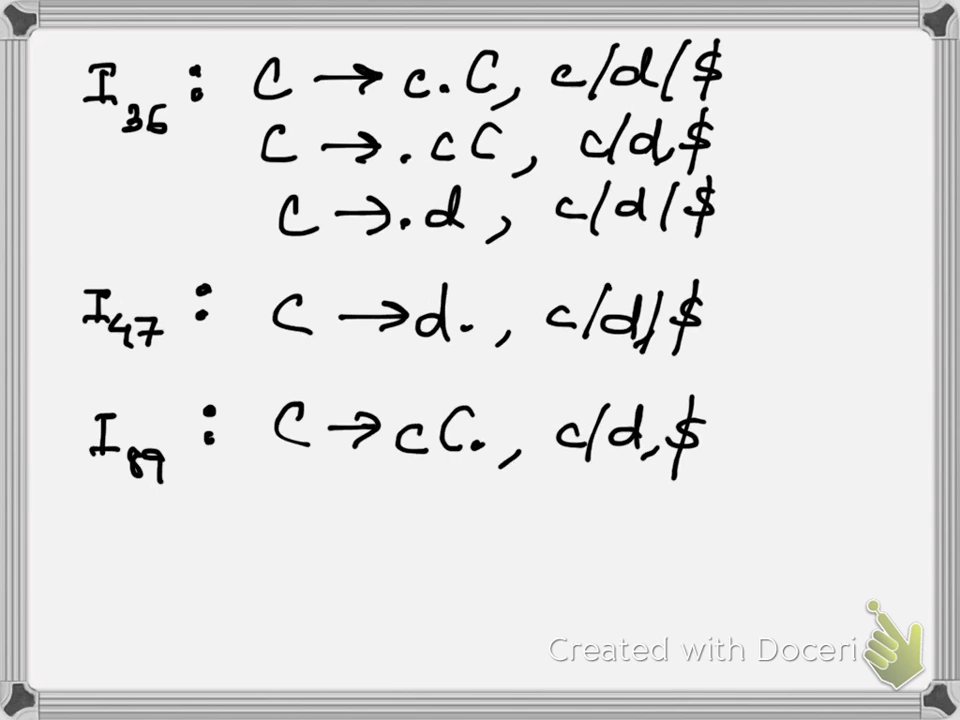 I36 : C → c.C, c/d/$
C → .cC, c/d,$
C → .d, c/d/$
I47 : C → d., c/d/$
I89 : C → cC., c/d,$
Created with Doceri